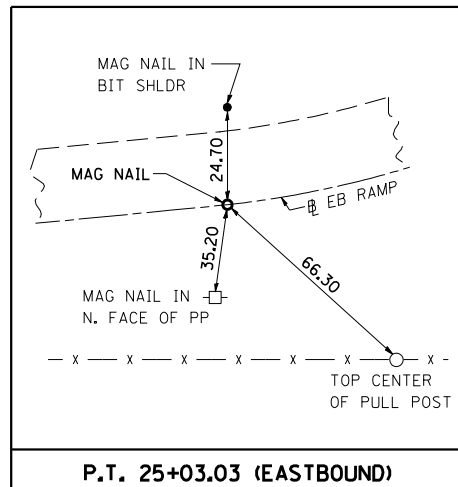 MAG NAIL IN
BIT SHLDR
MAG NAIL
24.70
℄ EB RAMP
35.20
66.30
MAG NAIL IN
N. FACE OF PP
x x x x x x x x
TOP CENTER
OF PULL POST
P.T. 25+03.03 (EASTBOUND)